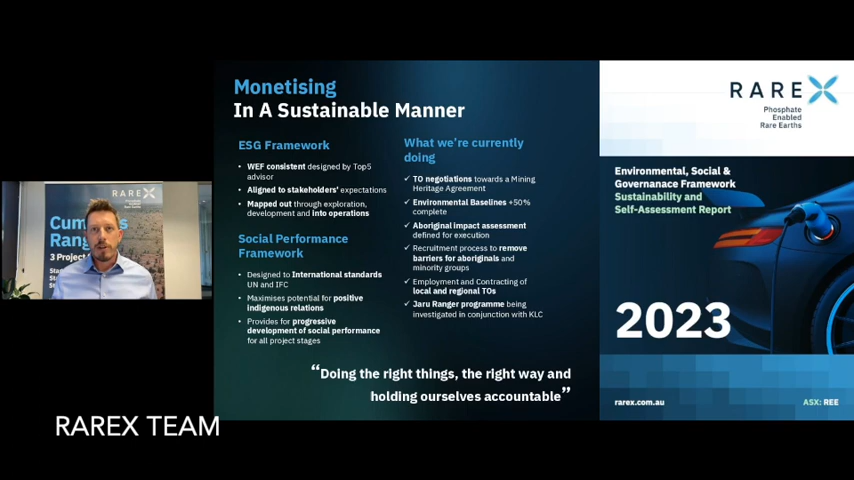 Monetising
In A Sustainable Manner
ESG Framework
• WEF consistent designed by Top5
advisor
• Aligned to stakeholders' expectations
• Mapped out through exploration,
development and into operations
Social Performance
Framework
• Designed to International standards
UN and IFC
• Maximises potential for positive
indigenous relations
• Provides for progressive
development of social performance
for all project stages
What we're currently
doing
✓ TO negotiations towards a Mining
Heritage Agreement
✓ Environmental Baselines +50%
complete
✓ Aboriginal impact assessment
defined for execution
✓ Recruitment process to remove
barriers for aboriginals and
minority groups
✓ Employment and Contracting of
local and regional TOs
✓ Jaru Ranger programme being
investigated in conjunction with KLC
“Doing the right things, the right way and
holding ourselves accountable”
RAREX
Phosphate
Enabled
Rare Earths
Environmental, Social &
Governanace Framework
Sustainability and
Self-Assessment Report
2023
rarex.com.au
ASX: REE
RAREX
Cum
Rang
3 Project
RAREX TEAM